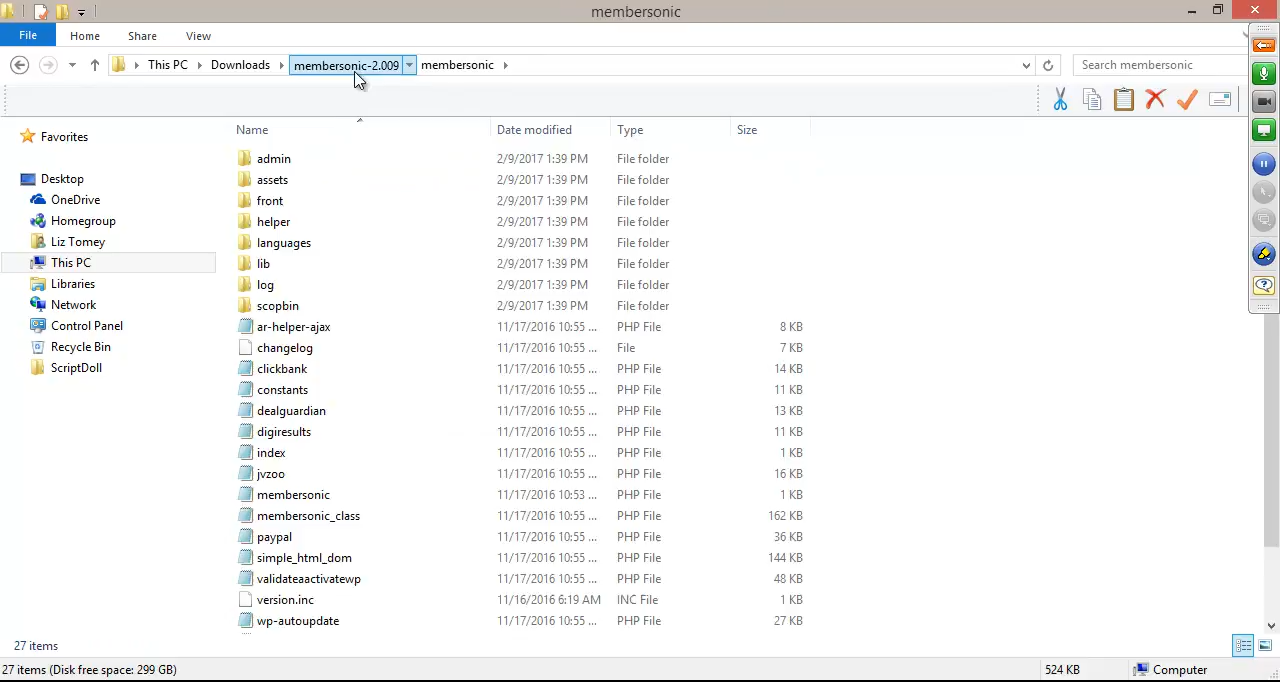 membersonic
File Home Share View
This PC Downloads membersonic-2.009 membersonic Search membersonic
Name Date modified Type Size
Favorites
Desktop
OneDrive
Homegroup
Liz Tomey
This PC
Libraries
Network
Control Panel
Recycle Bin
ScriptDoll
admin 2/9/2017 1:39 PM File folder
assets 2/9/2017 1:39 PM File folder
front 2/9/2017 1:39 PM File folder
helper 2/9/2017 1:39 PM File folder
languages 2/9/2017 1:39 PM File folder
lib 2/9/2017 1:39 PM File folder
log 2/9/2017 1:39 PM File folder
scopbin 2/9/2017 1:39 PM File folder
ar-helper-ajax 11/17/2016 10:55 ... PHP File 8 KB
changelog 11/17/2016 10:55 ... File 7 KB
clickbank 11/17/2016 10:55 ... PHP File 14 KB
constants 11/17/2016 10:55 ... PHP File 11 KB
dealguardian 11/17/2016 10:55 ... PHP File 13 KB
digiresults 11/17/2016 10:55 ... PHP File 11 KB
index 11/17/2016 10:55 ... PHP File 1 KB
jvzoo 11/17/2016 10:55 ... PHP File 16 KB
membersonic 11/17/2016 10:53 ... PHP File 1 KB
membersonic_class 11/17/2016 10:55 ... PHP File 162 KB
paypal 11/17/2016 10:55 ... PHP File 36 KB
simple_html_dom 11/17/2016 10:55 ... PHP File 144 KB
validateaactivatewp 11/17/2016 10:55 ... PHP File 48 KB
version.inc 11/16/2016 6:19 AM INC File 1 KB
wp-autoupdate 11/17/2016 10:55 ... PHP File 27 KB
27 items
27 items (Disk free space: 299 GB) 524 KB Computer